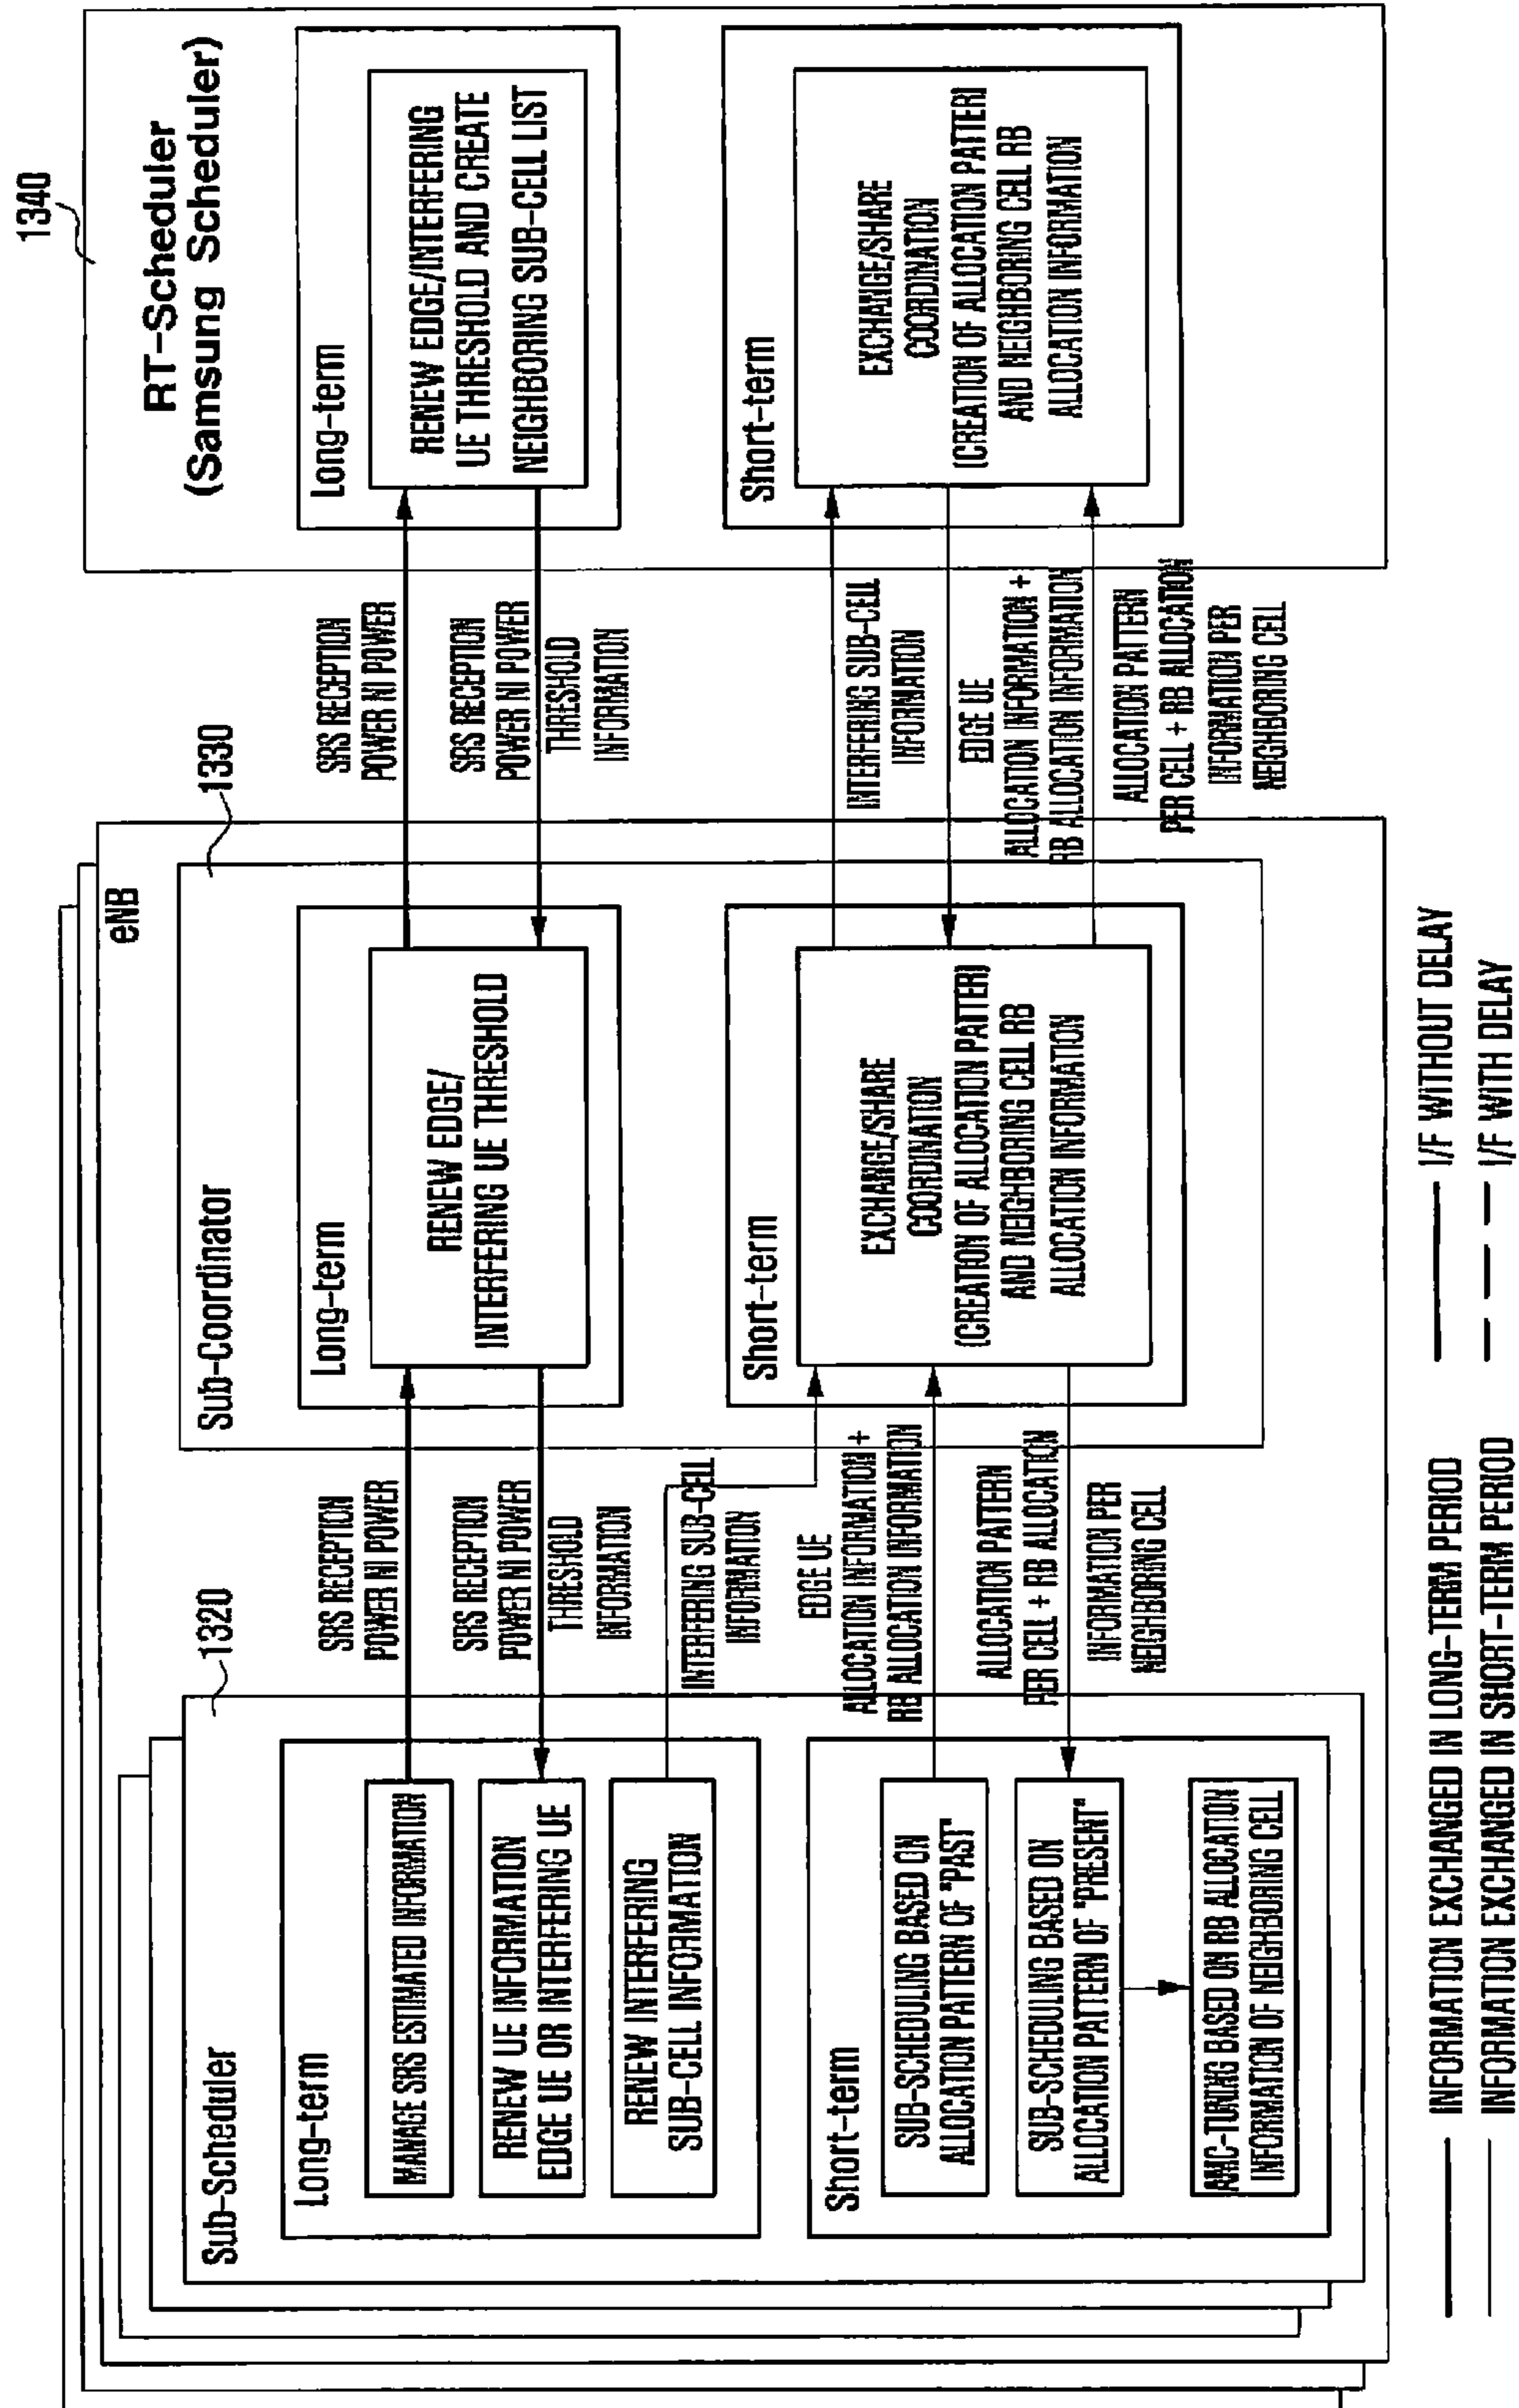 eNB
Sub-Scheduler
1320
Long-term
MANAGE SRS ESTIMATED INFORMATION
RENEW UE INFORMATION
EDGE UE OR INTERFERING UE
RENEW INTERFERING
SUB-CELL INFORMATION
Short-term
SUB-SCHEDULING BASED ON
ALLOCATION PATTERN OF "PAST"
SUB-SCHEDULING BASED ON
ALLOCATION PATTERN OF "PRESENT"
AMC-TUNING BASED ON RB ALLOCATION
INFORMATION OF NEIGHBORING CELL
SRS RECEPTION
POWER NI POWER
SRS RECEPTION
POWER NI POWER
THRESHOLD
INFORMATION
INTERFERING SUB-CELL
INFORMATION
EDGE UE
ALLOCATION INFORMATION +
RB ALLOCATION INFORMATION
ALLOCATION PATTERN
PER CELL + RB ALLOCATION
INFORMATION PER
NEIGHBORING CELL
Sub-Coordinator
1330
Long-term
RENEW EDGE/
INTERFERING UE THRESHOLD
Short-term
EXCHANGE/SHARE
COORDINATION
(CREATION OF ALLOCATION PATTER)
AND NEIGHBORING CELL RB
ALLOCATION INFORMATION
SRS RECEPTION
POWER NI POWER
SRS RECEPTION
POWER NI POWER
THRESHOLD
INFORMATION
INTERFERING SUB-CELL
INFORMATION
EDGE UE
ALLOCATION INFORMATION +
RB ALLOCATION INFORMATION
ALLOCATION PATTERN
PER CELL + RB ALLOCATION
INFORMATION PER
NEIGHBORING CELL
1340
RT-Scheduler
(Samsung Scheduler)
Long-term
RENEW EDGE/INTERFERING
UE THRESHOLD AND CREATE
NEIGHBORING SUB-CELL LIST
Short-term
EXCHANGE/SHARE
COORDINATION
(CREATION OF ALLOCATION PATTER)
AND NEIGHBORING CELL RB
ALLOCATION INFORMATION
INFORMATION EXCHANGED IN LONG-TERM PERIOD
INFORMATION EXCHANGED IN SHORT-TERM PERIOD
I/F WITHOUT DELAY
I/F WITH DELAY